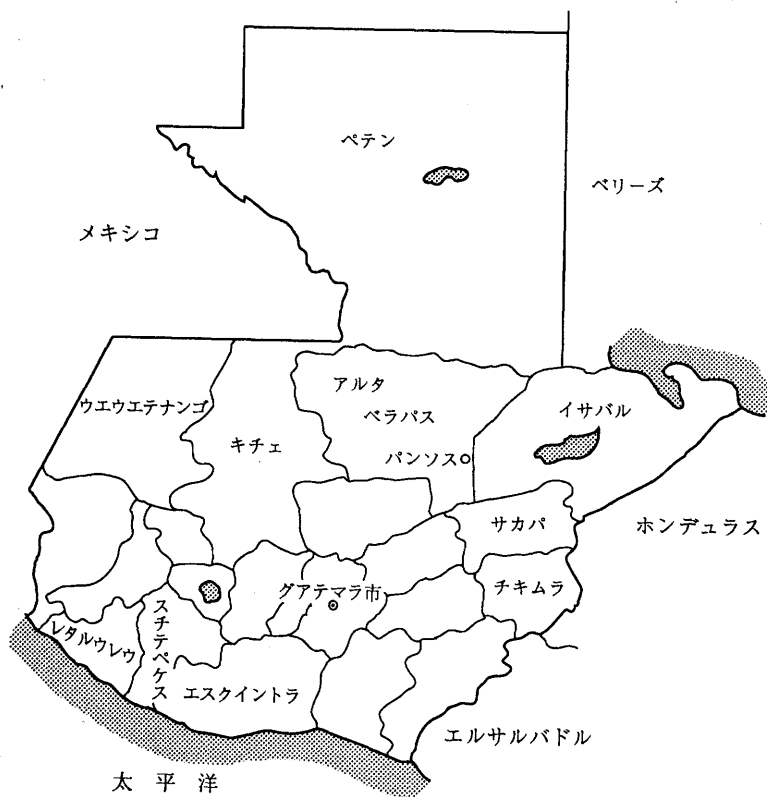 ペテン
ベリーズ
メキシコ
アルタ
ベラパス
ウエウエテナンゴ
イサバル
キチェ
パンソス
サカパ
ホンデュラス
グアテマラ市
チキムラ
スチテペケス
レタルウレウ
エスクイントラ
エルサルバドル
太平洋